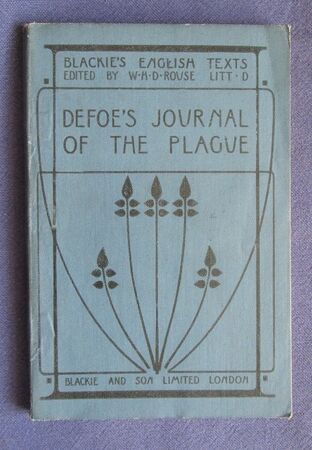 BLACKIE'S ENGLISH TEXTS
EDITED BY W·H·D·ROUSE LITT·D
DEFOE'S JOURNAL
OF THE PLAGUE
BLACKIE AND SON LIMITED LONDON